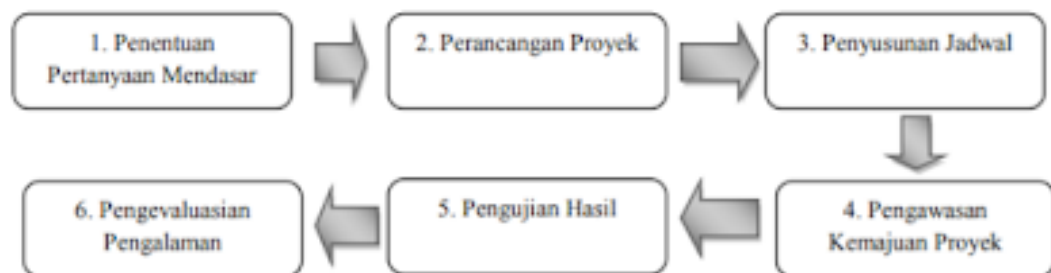 1. Penentuan
Pertanyaan Mendasar
2. Perancangan Proyek
3. Penyusunan Jadwal
4. Pengawasan
Kemajuan Proyek
5. Pengujian Hasil
6. Pengevaluasian
Pengalaman